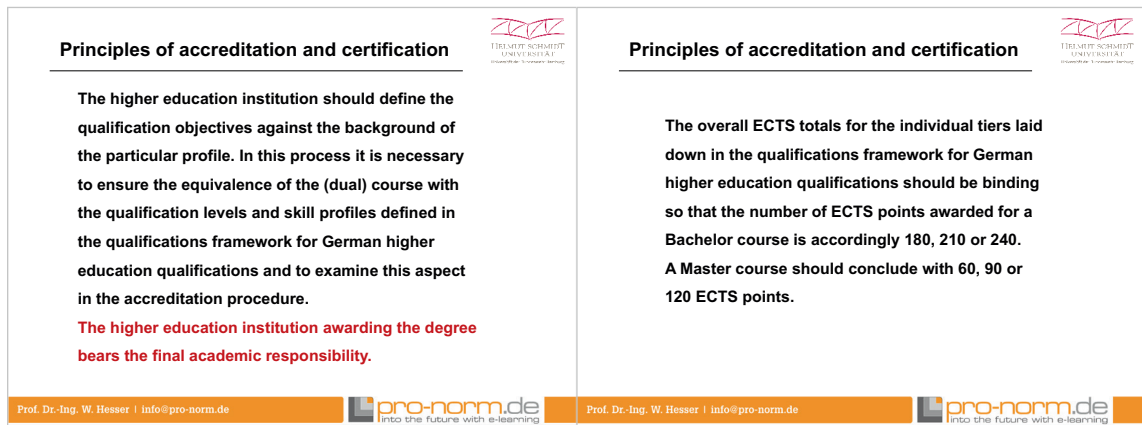 Principles of accreditation and certification
HELMUT SCHMIDT
UNIVERSITÄT
The higher education institution should define the
qualification objectives against the background of
the particular profile. In this process it is necessary
to ensure the equivalence of the (dual) course with
the qualification levels and skill profiles defined in
the qualifications framework for German higher
education qualifications and to examine this aspect
in the accreditation procedure.
The higher education institution awarding the degree
bears the final academic responsibility.
Prof. Dr.-Ing. W. Hesser | info@pro-norm.de
pro-norm.de
into the future with e-learning
Principles of accreditation and certification
HELMUT SCHMIDT
UNIVERSITÄT
The overall ECTS totals for the individual tiers laid
down in the qualifications framework for German
higher education qualifications should be binding
so that the number of ECTS points awarded for a
Bachelor course is accordingly 180, 210 or 240.
A Master course should conclude with 60, 90 or
120 ECTS points.
Prof. Dr.-Ing. W. Hesser | info@pro-norm.de
pro-norm.de
into the future with e-learning